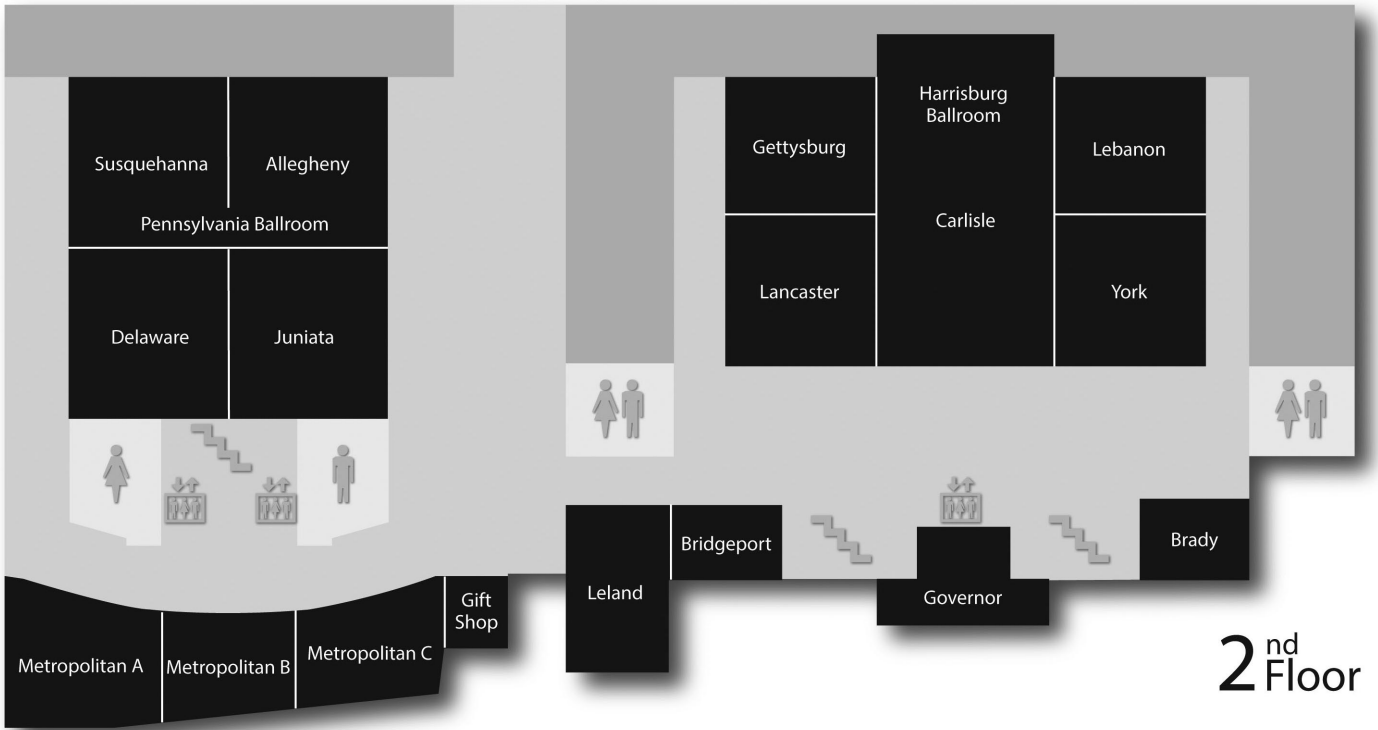 Susquehanna
Allegheny
Pennsylvania Ballroom
Delaware
Juniata
Harrisburg
Ballroom
Gettysburg
Lebanon
Carlisle
Lancaster
York
Metropolitan A
Metropolitan B
Metropolitan C
Gift
Shop
Leland
Bridgeport
Governor
Brady
2nd
Floor